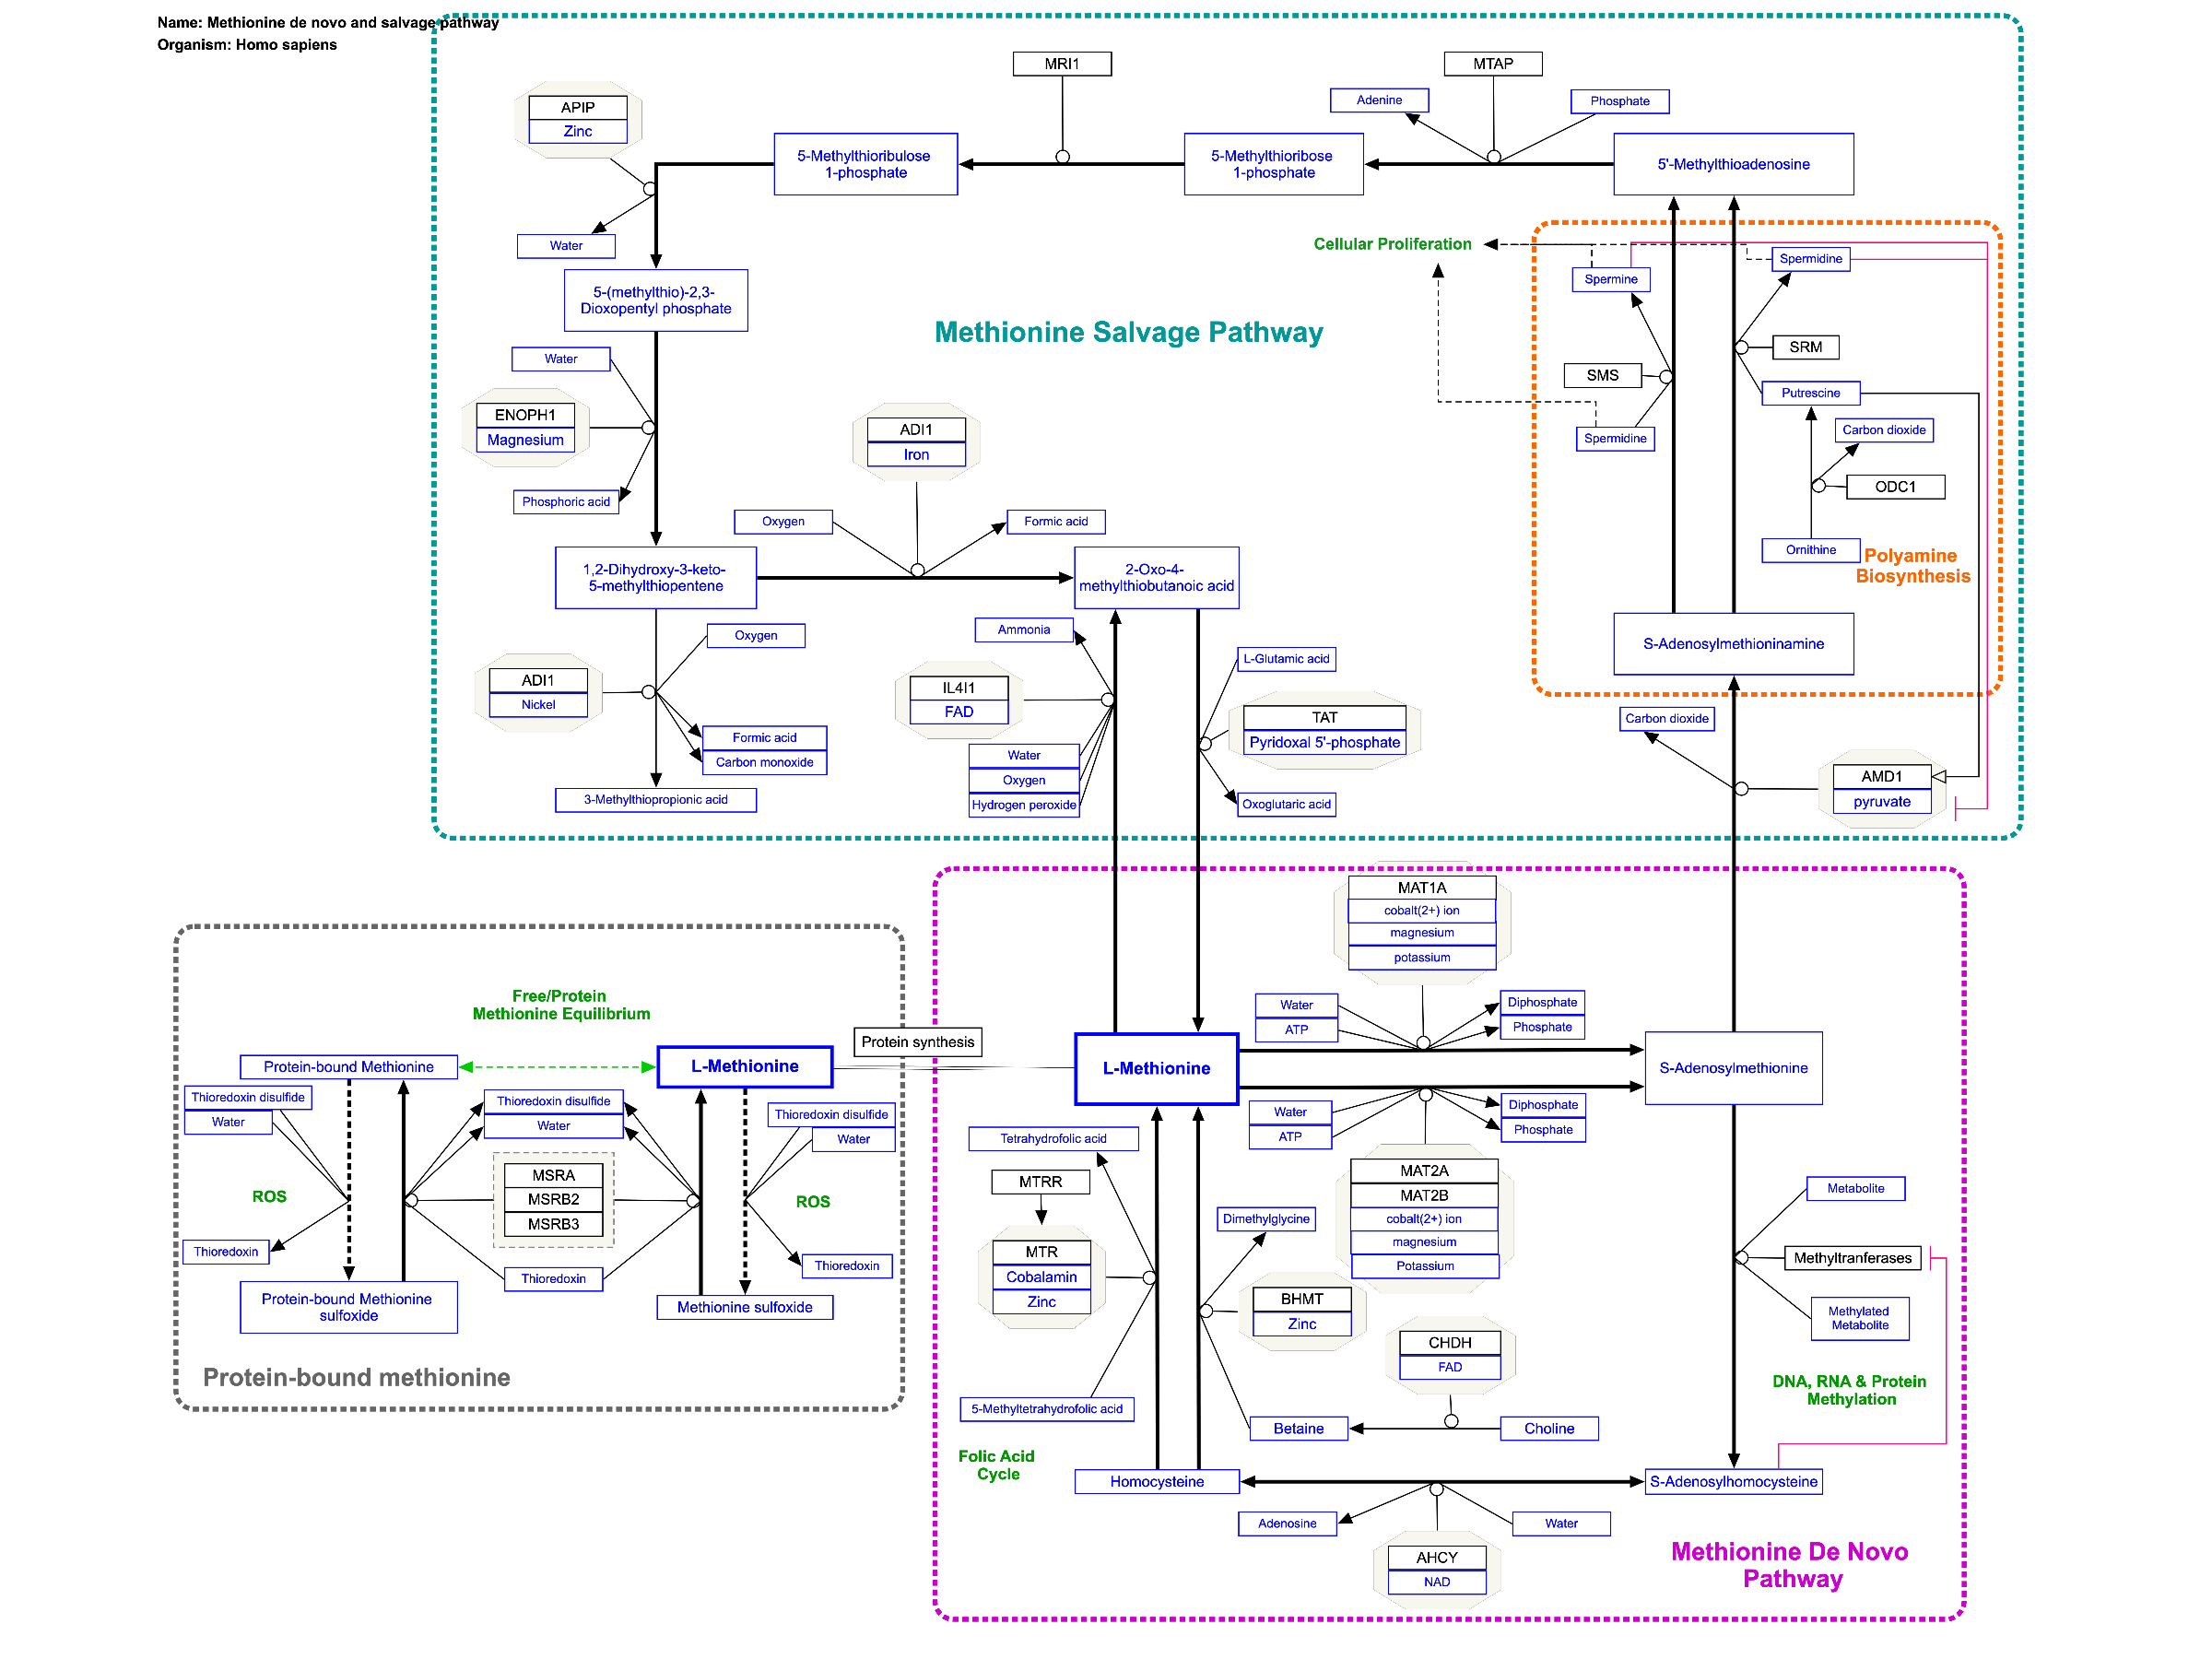 Name: Methionine de novo and salvage pathway
Organism: Homo sapiens
MRI1
MTAP
APIP
Zinc
Adenine
Phosphate
5-Methylthioribulose
1-phosphate
5-Methylthioribose
1-phosphate
5'-Methylthioadenosine
Water
Cellular Proliferation
Spermine
Spermidine
5-(methylthio)-2,3-
Dioxopentyl phosphate
Methionine Salvage Pathway
SRM
SMS
Water
Putrescine
ENOPH1
Magnesium
ADI1
Iron
Spermidine
Carbon dioxide
ODC1
Phosphoric acid
Oxygen
Formic acid
Ornithine
Polyamine
Biosynthesis
1,2-Dihydroxy-3-keto-
5-methylthiopentene
2-Oxo-4-
methylthiobutanoic acid
Ammonia
Oxygen
L-Glutamic acid
S-Adenosylmethioninamine
ADI1
Nickel
IL4I1
FAD
TAT
Pyridoxal 5'-phosphate
Carbon dioxide
Formic acid
Carbon monoxide
Water
Oxygen
Hydrogen peroxide
3-Methylthiopropionic acid
Oxoglutaric acid
AMD1
pyruvate
MAT1A
cobalt(2+) ion
magnesium
potassium
Free/Protein
Methionine Equilibrium
Water
ATP
Diphosphate
Phosphate
Protein synthesis
Protein-bound Methionine
L-Methionine
L-Methionine
S-Adenosylmethionine
Thioredoxin disulfide
Water
Thioredoxin disulfide
Water
Thioredoxin disulfide
Water
Water
ATP
Diphosphate
Phosphate
Tetrahydrofolic acid
MSRA
MSRB2
MSRB3
ROS
ROS
MTRR
MAT2A
MAT2B
cobalt(2+) ion
magnesium
Potassium
Metabolite
Dimethylglycine
Thioredoxin
Thioredoxin
Thioredoxin
MTR
Cobalamin
Zinc
Methyltranferases
Protein-bound Methionine
sulfoxide
Methionine sulfoxide
BHMT
Zinc
Methylated
Metabolite
CHDH
FAD
Protein-bound methionine
DNA, RNA & Protein
Methylation
5-Methyltetrahydrofolic acid
Betaine
Choline
Folic Acid
Cycle
Homocysteine
S-Adenosylhomocysteine
Adenosine
Water
AHCY
NAD
Methionine De Novo
Pathway